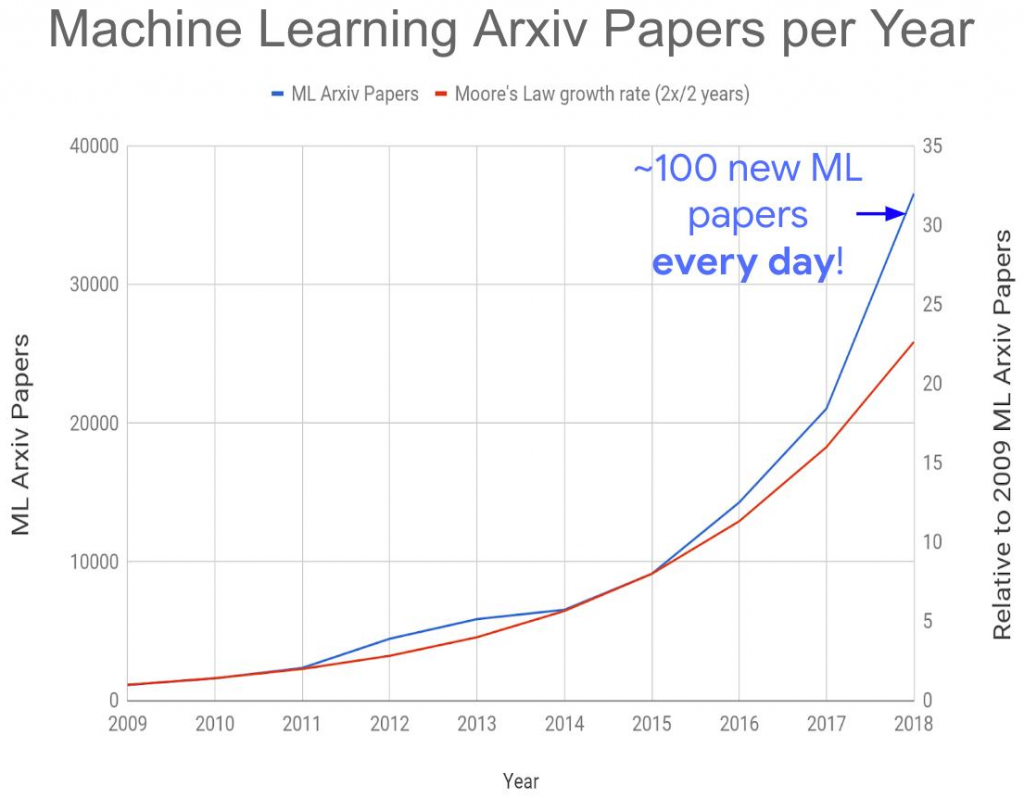 Machine Learning Arxiv Papers per Year
ML Arxiv Papers
Moore's Law growth rate (2x/2 years)
40000
30000
20000
10000
0
ML Arxiv Papers
~100 new ML
papers
every day!
35
30
25
20
15
10
5
0
Relative to 2009 ML Arxiv Papers
2009 2010 2011 2012 2013 2014 2015 2016 2017 2018
Year